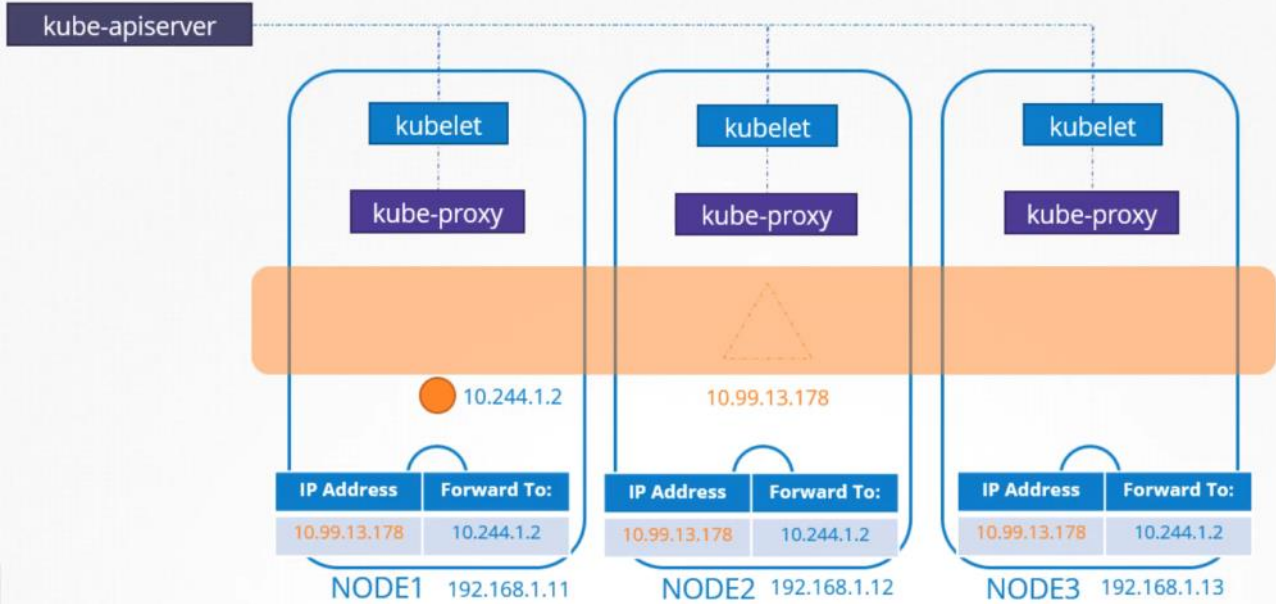 kube-apiserver
kubelet
kubelet
kubelet
kube-proxy
kube-proxy
kube-proxy
10.244.1.2
10.99.13.178
IP Address Forward To:
10.99.13.178 10.244.1.2
IP Address Forward To:
10.99.13.178 10.244.1.2
IP Address Forward To:
10.99.13.178 10.244.1.2
NODE1 192.168.1.11
NODE2 192.168.1.12
NODE3 192.168.1.13